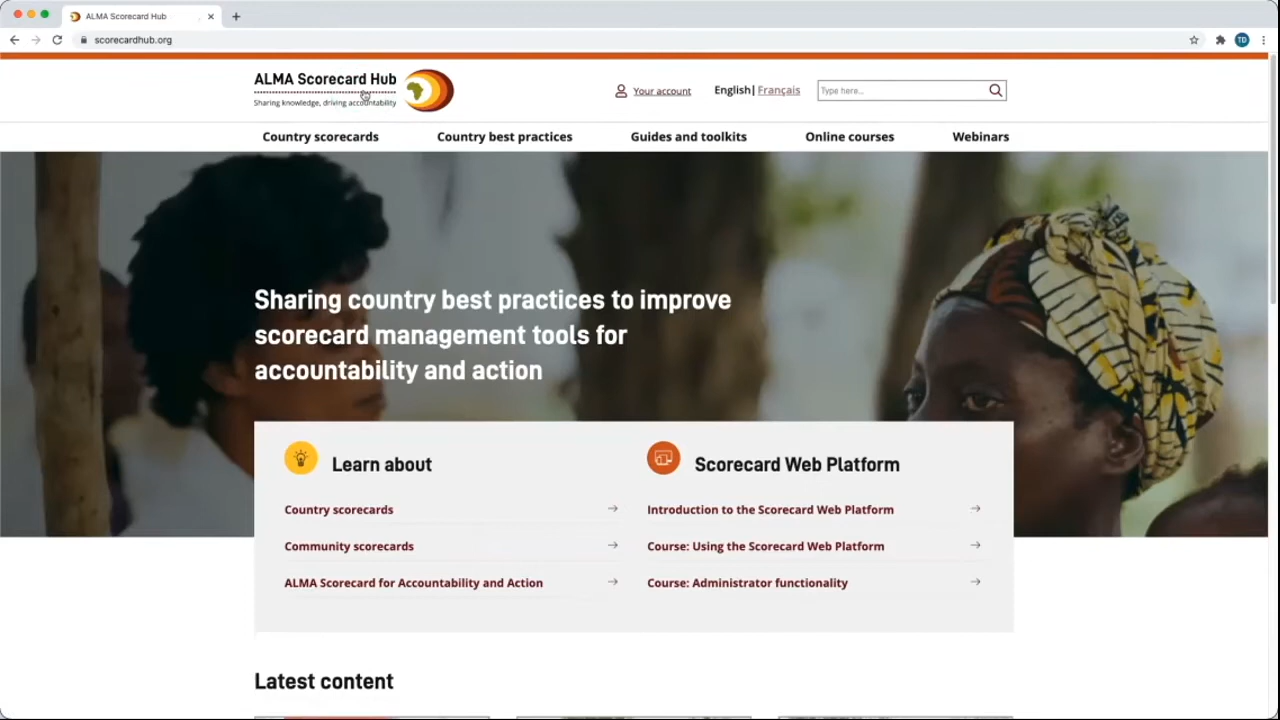 ALMA Scorecard Hub
scorecardhub.org
TD
ALMA Scorecard Hub
Sharing knowledge, driving accountability
Your account
English| Français
Type here...
Country scorecards
Country best practices
Guides and toolkits
Online courses
Webinars
Sharing country best practices to improve
scorecard management tools for
accountability and action
Learn about
Country scorecards
Community scorecards
ALMA Scorecard for Accountability and Action
Scorecard Web Platform
Introduction to the Scorecard Web Platform
Course: Using the Scorecard Web Platform
Course: Administrator functionality
Latest content